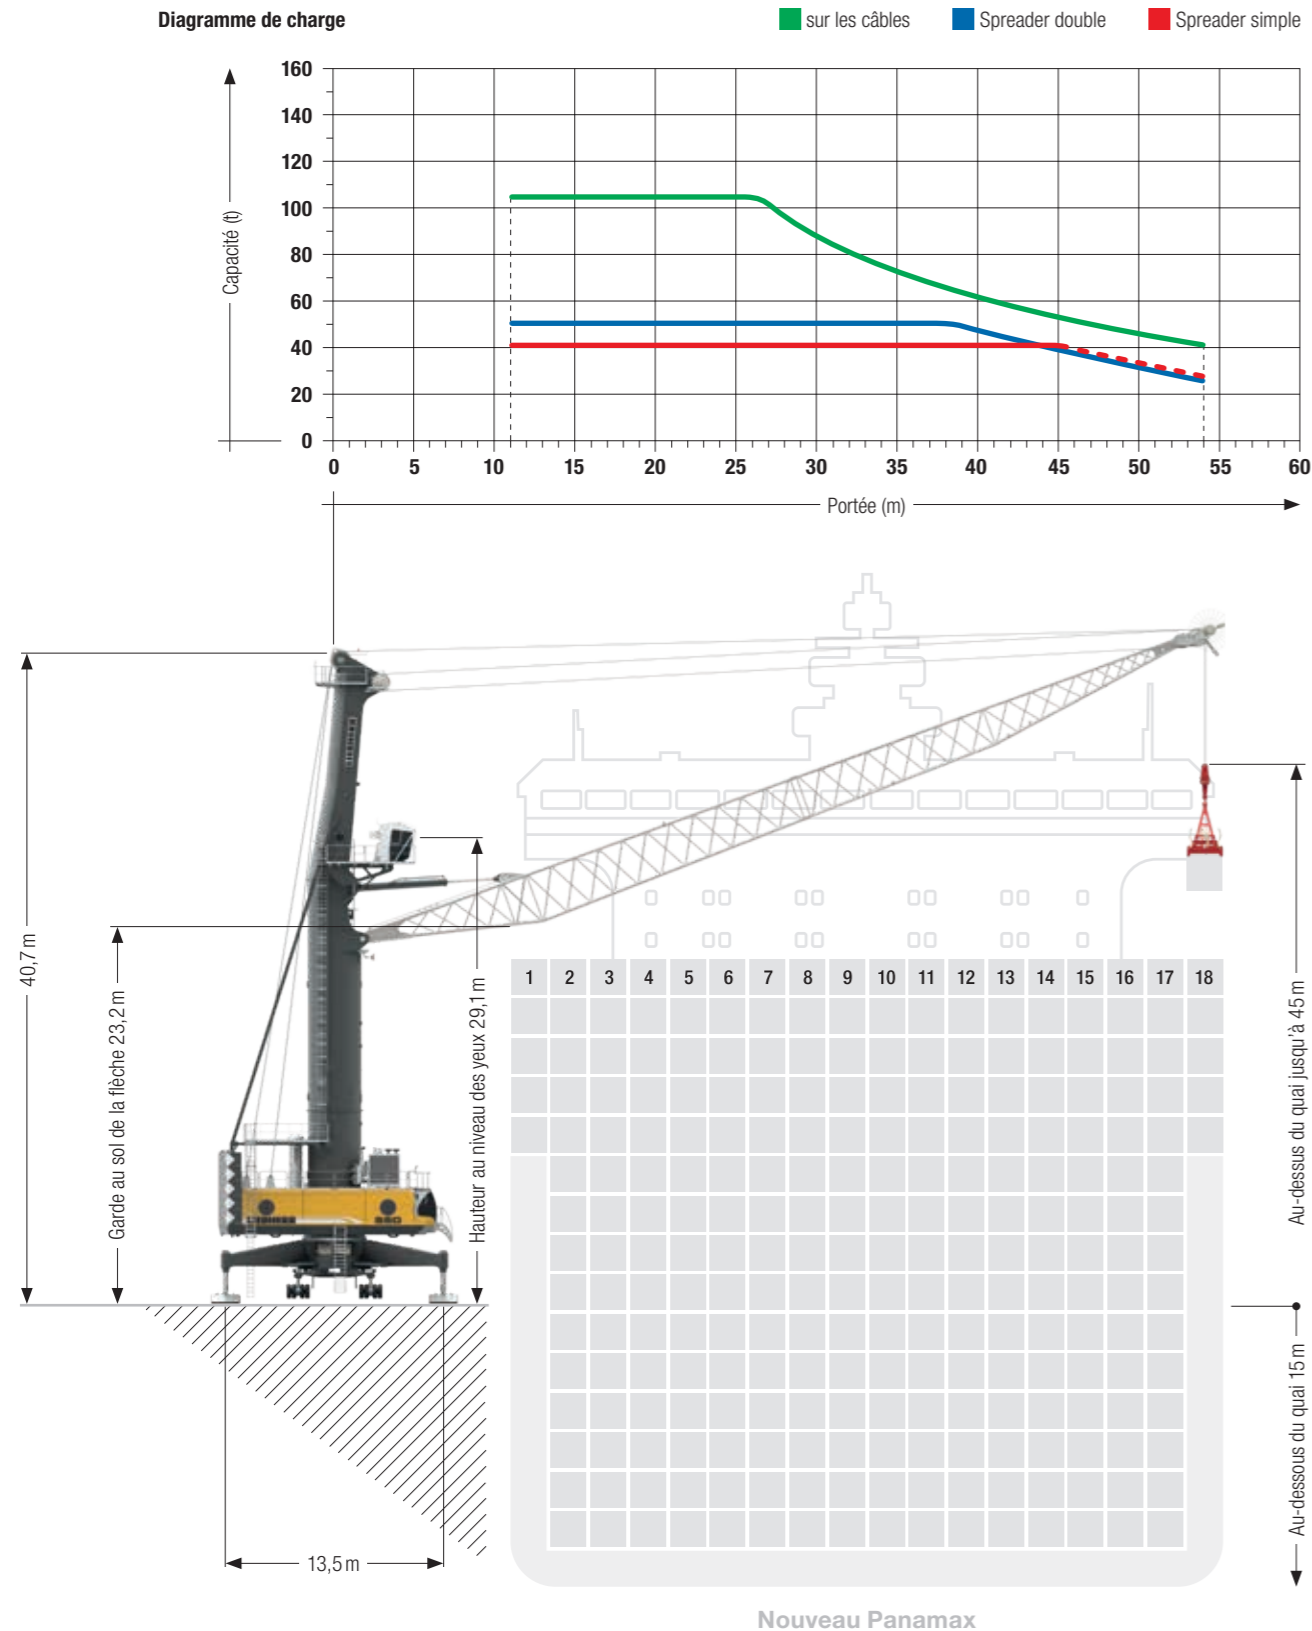 Diagramme de charge
sur les câbles
Spreader double
Spreader simple
160
140
120
100
80
60
40
20
0
Capacité (t)
0 5 10 15 20 25 30 35 40 45 50 55 60
Portée (m)
40,7 m
Garde au sol de la flèche 23,2 m
Hauteur au niveau des yeux 29,1 m
1 2 3 4 5 6 7 8 9 10 11 12 13 14 15 16 17 18
Au-dessus du quai jusqu'à 45 m
Au-dessous du quai 15 m
LIEBHERR
550
13,5 m
Nouveau Panamax